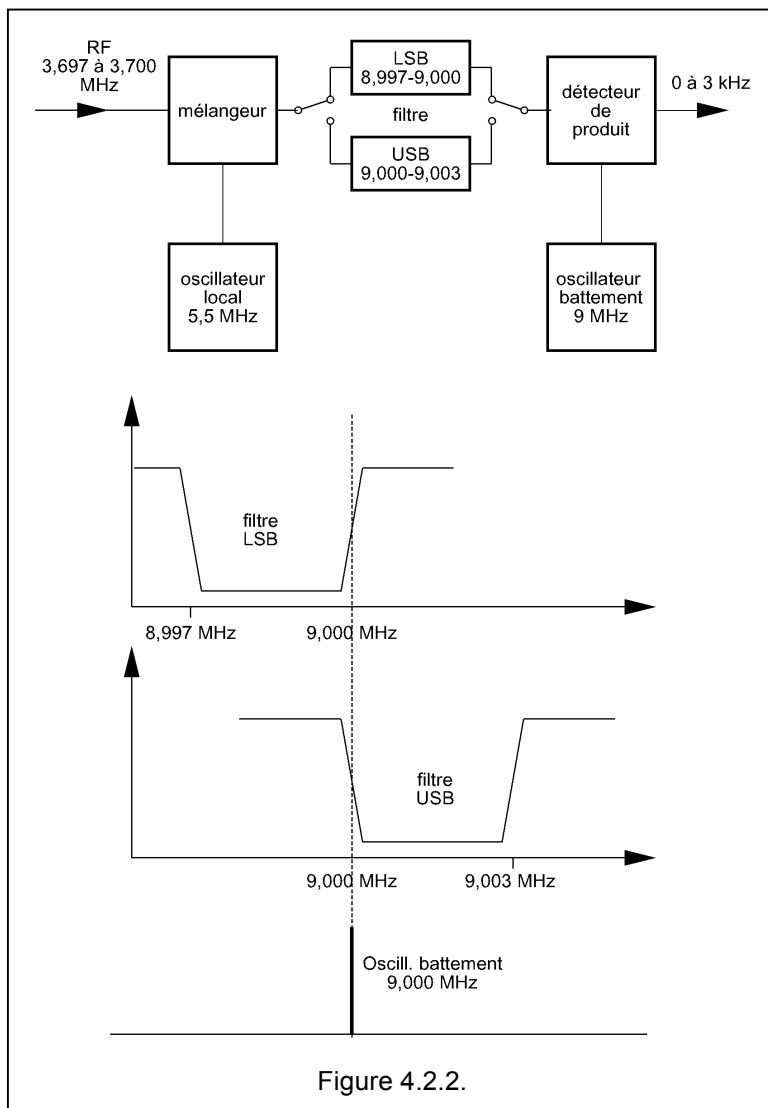 RF
3,697 à 3,700
MHz
mélangeur
LSB
8,997-9,000
filtre
USB
9,000-9,003
détecteur
de
produit
0 à 3 kHz
oscillateur
local
5,5 MHz
oscillateur
battement
9 MHz
filtre
LSB
8,997 MHz
9,000 MHz
filtre
USB
9,000 MHz
9,003 MHz
Oscill. battement
9,000 MHz
Figure 4.2.2.